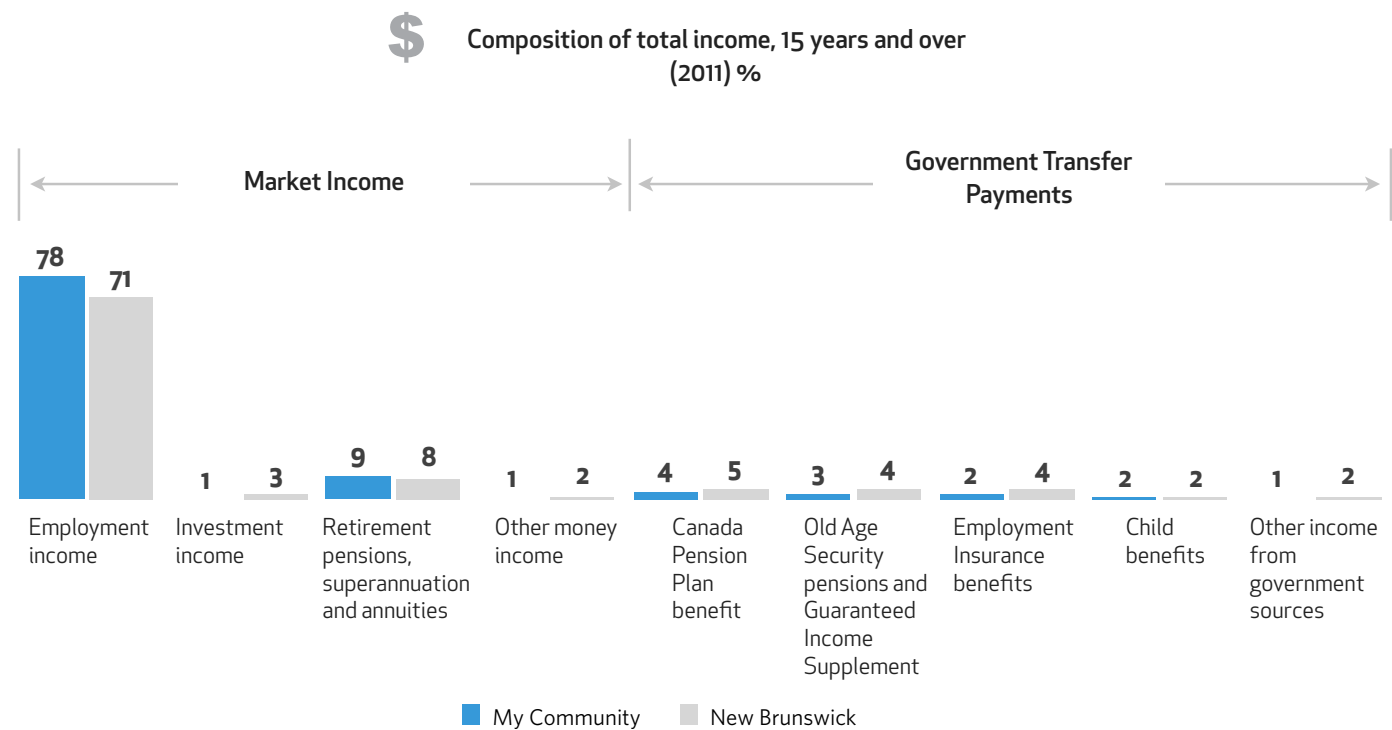 $
Composition of total income, 15 years and over
(2011) %
Market Income
Government Transfer
Payments
78
71
1
3
9
8
1
2
4
5
3
4
2
4
2
2
1
2
Employment
income
Investment
income
Retirement
pensions,
superannuation
and annuities
Other money
income
Canada
Pension
Plan
benefit
Old Age
Security
pensions and
Guaranteed
Income
Supplement
Employment
Insurance
benefits
Child
benefits
Other income
from
government
sources
My Community
New Brunswick